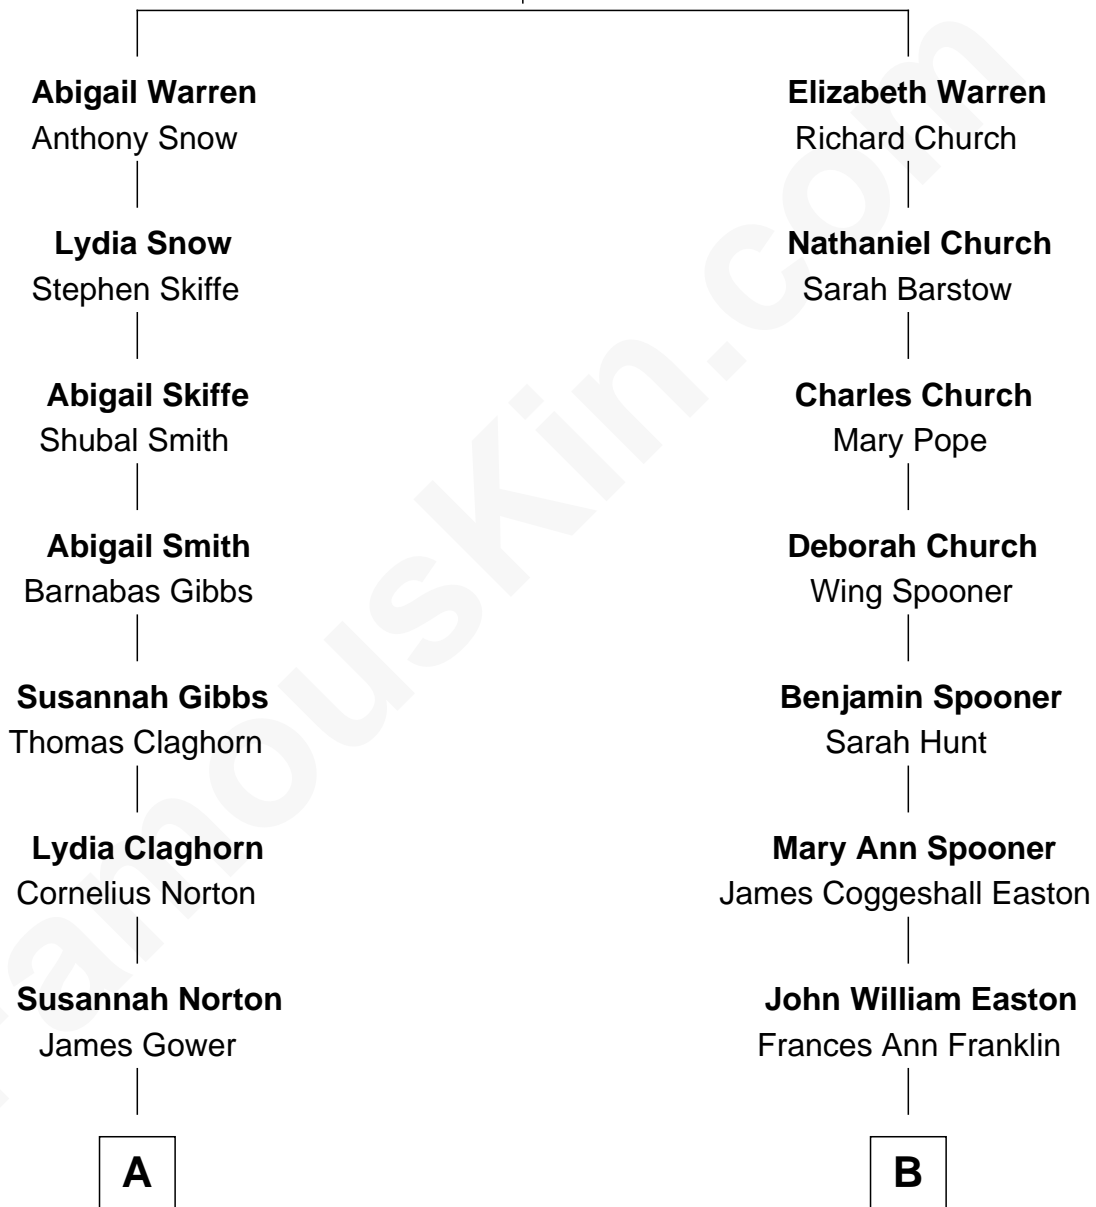 Abigail Warren
Anthony Snow
Lydia Snow
Stephen Skiffe
Abigail Skiffe
Shubal Smith
Abigail Smith
Barnabas Gibbs
Susannah Gibbs
Thomas Claghorn
Lydia Claghorn
Cornelius Norton
Susannah Norton
James Gower
A
Elizabeth Warren
Richard Church
Nathaniel Church
Sarah Barstow
Charles Church
Mary Pope
Deborah Church
Wing Spooner
Benjamin Spooner
Sarah Hunt
Mary Ann Spooner
James Coggeshall Easton
John William Easton
Frances Ann Franklin
B
FamousKin.com